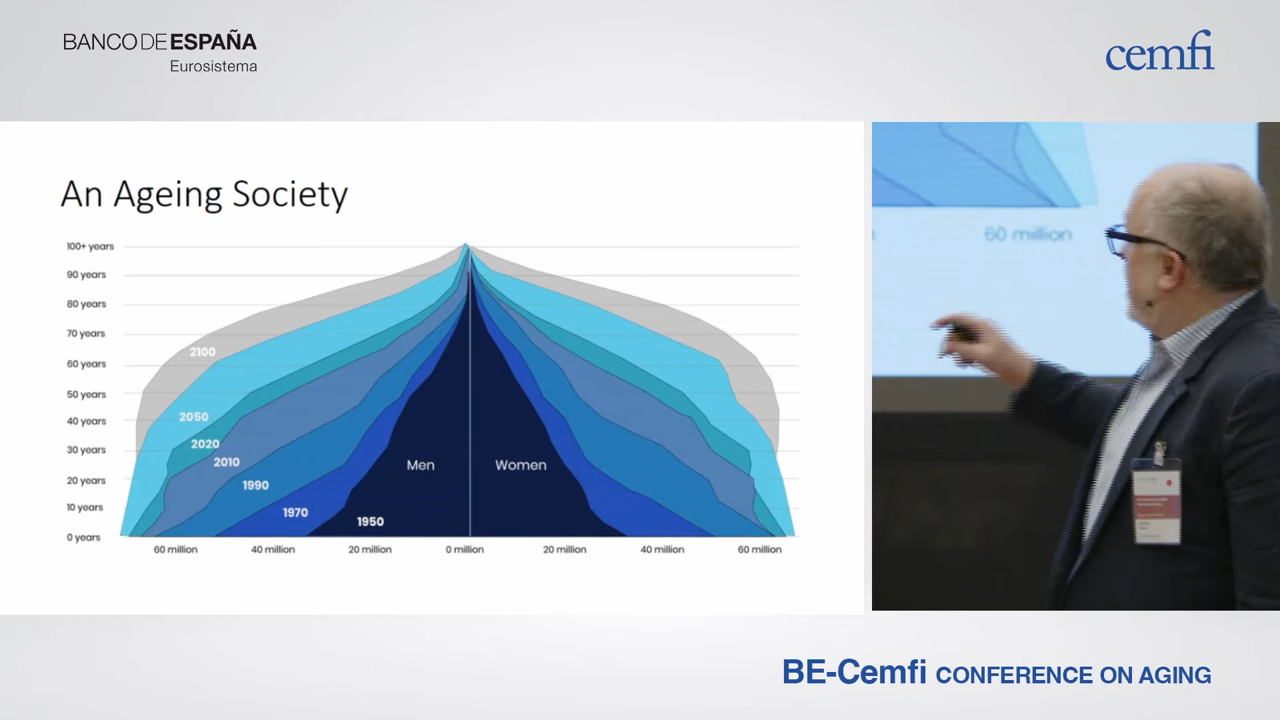 BANCO DE ESPAÑA
Eurosistema
cemfi
An Ageing Society
100+ years
90 years
80 years
70 years
60 years
50 years
40 years
30 years
20 years
10 years
0 years
2100
2050
2020
2010
1990
1970
1950
Men
Women
60 million
40 million
20 million
0 million
20 million
40 million
60 million
60 million
BE-Cemfi CONFERENCE ON AGING